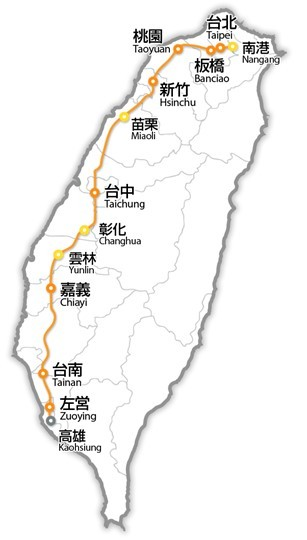 台北
Taipei
南港
Nangang
桃園
Taoyuan
板橋
Banciao
新竹
Hsinchu
苗栗
Miaoli
台中
Taichung
彰化
Changhua
雲林
Yunlin
嘉義
Chiayi
台南
Tainan
左営
Zuoying
高雄
Kaohsiung